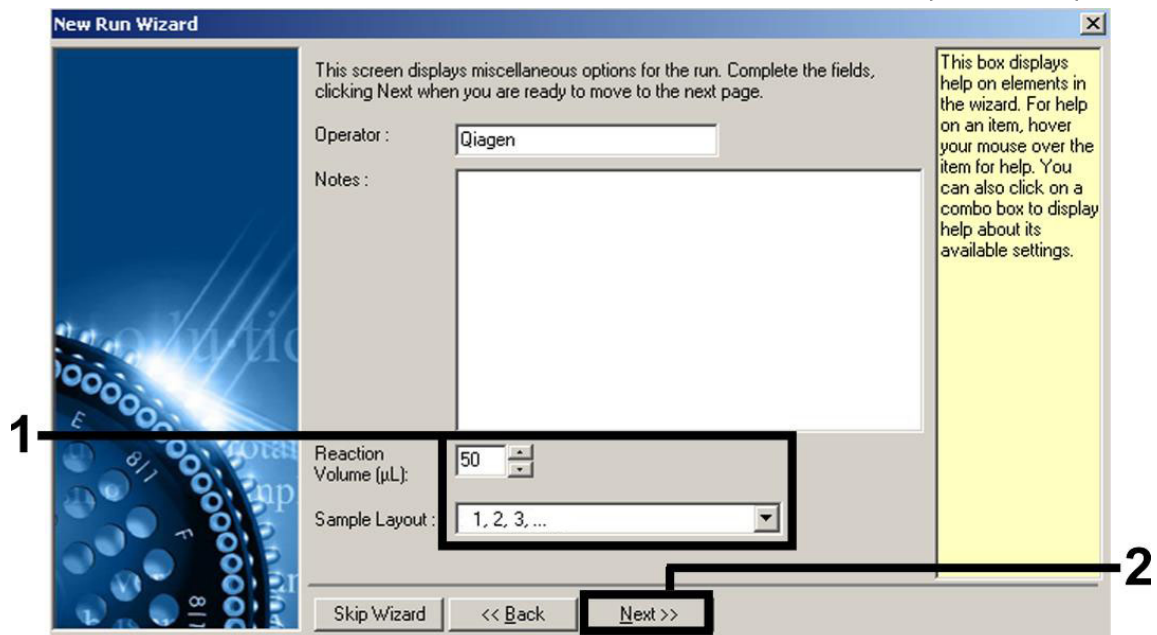 New Run Wizard
This screen displays miscellaneous options for the run. Complete the fields,
clicking Next when you are ready to move to the next page.
This box displays
help on elements in
the wizard. For help
on an item, hover
your mouse over the
item for help. You
can also click on a
combo box to display
help about its
available settings.
Operator :
Qiagen
Notes :
1
Reaction
Volume (µL):
50
Sample Layout :
1, 2, 3, ...
2
Skip Wizard
<< Back
Next >>
E
8/1
F
8/1